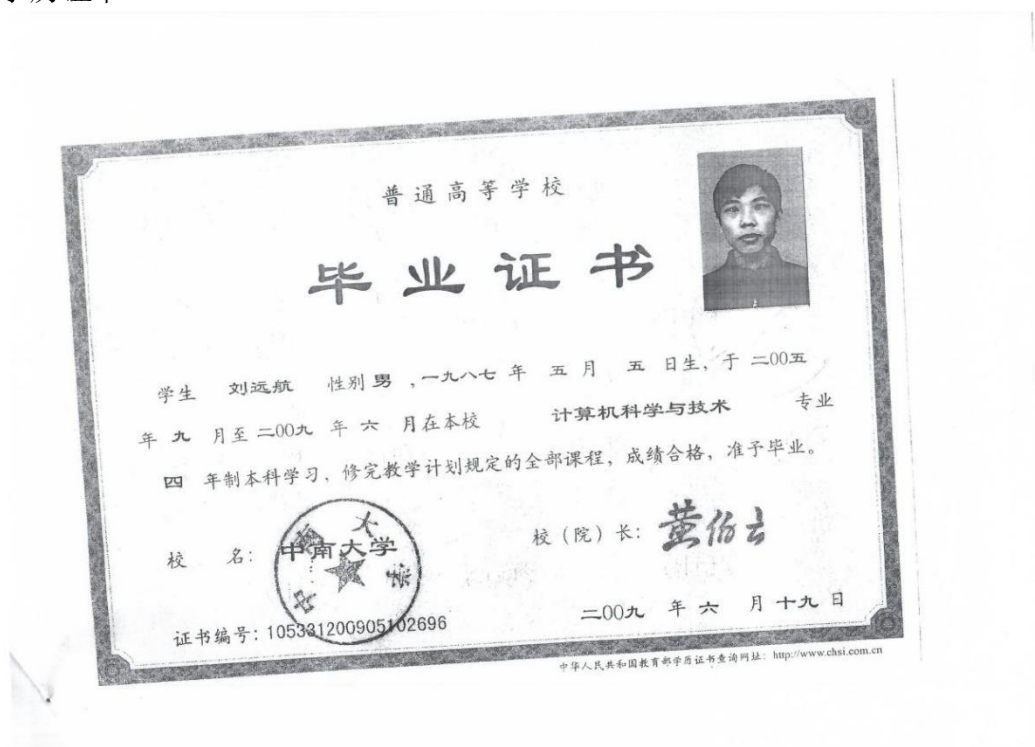 普通高等学校
毕业证书
学生 刘远航 性别 男 ,一九八七 年 五 月 五 日生, 于 二00五
年 九 月至 二00九 年 六 月在本校 计算机科学与技术 专业
四 年制本科学习, 修完教学计划规定的全部课程, 成绩合格, 准予毕业。
校 名: 中南大学
中南大学
校 (院) 长: 黄伯云
二00九 年 六 月 十九 日
证书编号: 105331200905102696
中华人民共和国教育部学历证书查询网址: http://www.chsi.com.cn